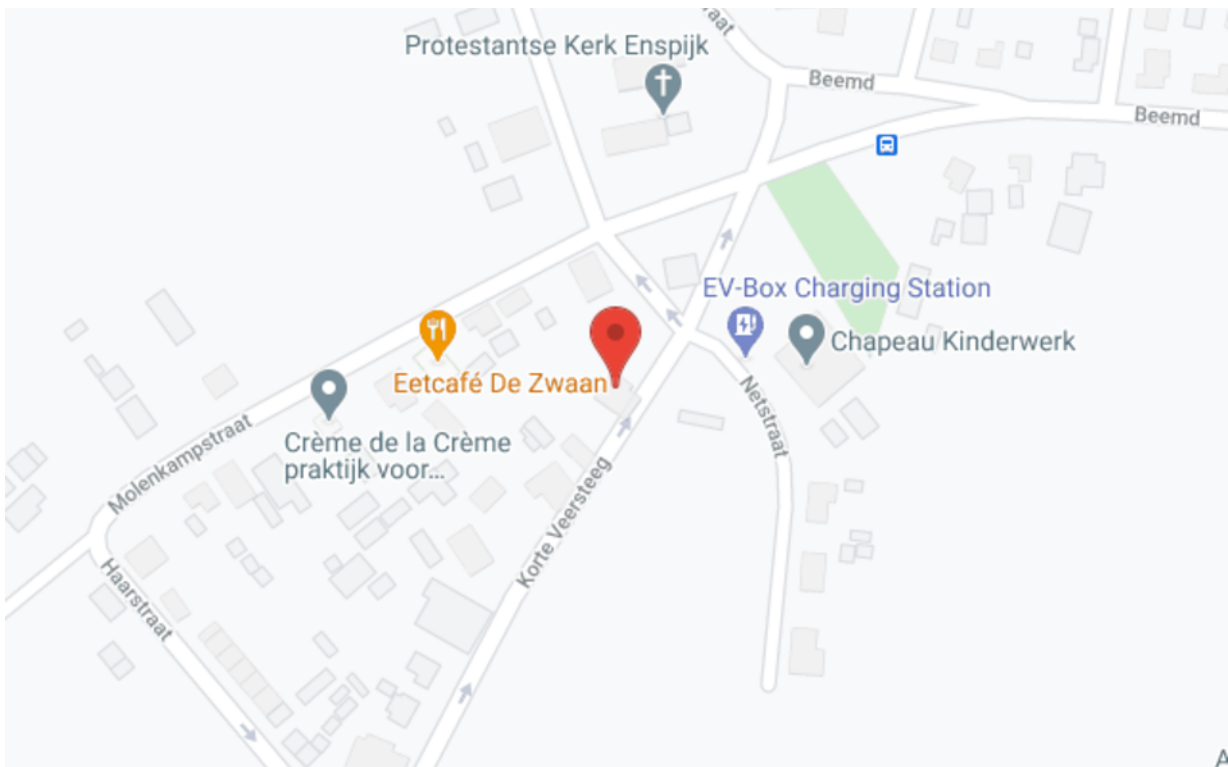 Protestantse Kerk Enspijk
Beemd
Beemd
EV-Box Charging Station
Chapeau Kinderwerk
Eetcafé De Zwaan
Netstraat
Crème de la Crème
praktijk voor...
Molenkampstraat
Korte Veersteeg
Haarstraat